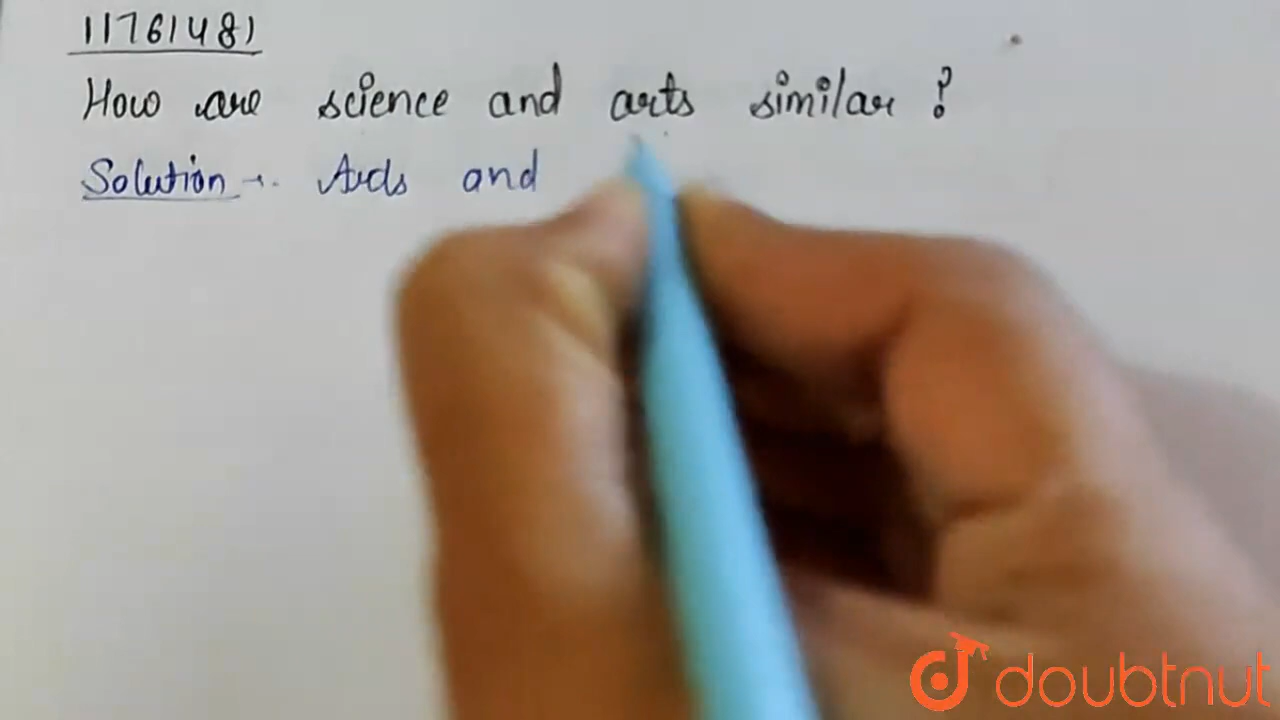 11761481
How are science and arts similar ?
Solution → Arts and
doubtnut